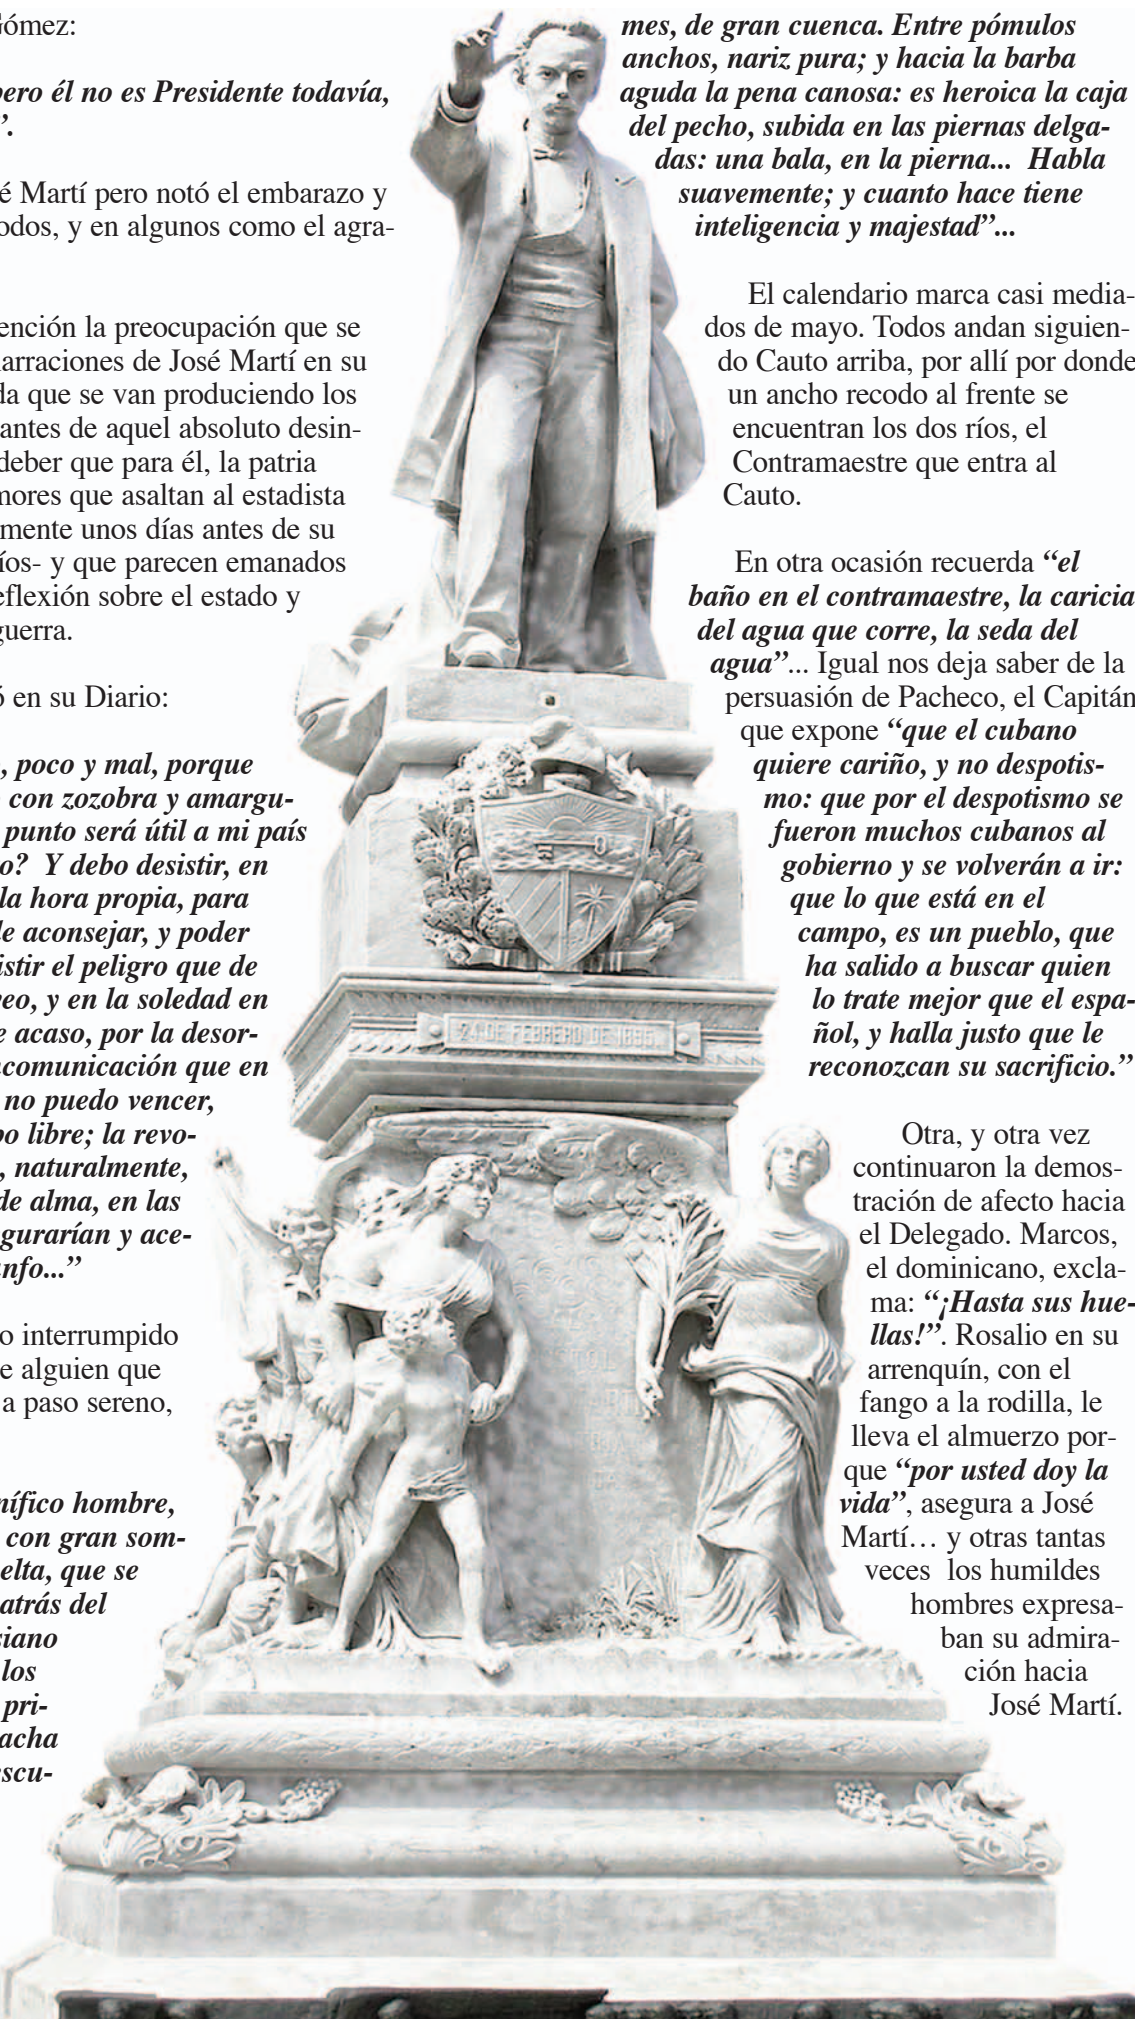 Gómez:
pero él no es Presidente todavía,
”.
é Martí pero notó el embarazo y
odos, y en algunos como el agra-
ención la preocupación que se
narraciones de José Martí en su
da que se van produciendo los
antes de aquel absoluto desin-
deber que para él, la patria
mores que asaltan al estadista
mente unos días antes de su
íos- y que parecen emanados
eflexión sobre el estado y
guerra.
ó en su Diario:
, poco y mal, porque
con zozobra y amargu-
punto será útil a mi país
o? Y debo desistir, en
la hora propia, para
de aconsejar, y poder
istir el peligro que de
veo, y en la soledad en
e acaso, por la desor-
comunicación que en
no puedo vencer,
po libre; la revo-
, naturalmente,
de alma, en las
gurarían y ace-
nfo...”
o interrumpido
e alguien que
a paso sereno,
nífico hombre,
con gran som-
elta, que se
atrás del
siano
los
pri-
acha
escu-
mes, de gran cuenca. Entre pómulos
anchos, nariz pura; y hacia la barba
aguda la pena canosa: es heroica la caja
del pecho, subida en las piernas delga-
das: una bala, en la pierna... Habla
suavemente; y cuanto hace tiene
inteligencia y majestad”...
El calendario marca casi media-
dos de mayo. Todos andan siguien-
do Cauto arriba, por allí por donde
un ancho recodo al frente se
encuentran los dos ríos, el
Contramaestre que entra al
Cauto.
En otra ocasión recuerda “el
baño en el contramaestre, la caricia
del agua que corre, la seda del
agua”... Igual nos deja saber de la
persuasión de Pacheco, el Capitán
que expone “que el cubano
quiere cariño, y no despotis-
mo: que por el despotismo se
fueron muchos cubanos al
gobierno y se volverán a ir:
que lo que está en el
campo, es un pueblo, que
ha salido a buscar quien
lo trate mejor que el espa-
ñol, y halla justo que le
reconozcan su sacrificio.”
Otra, y otra vez
continuaron la demos-
tración de afecto hacia
el Delegado. Marcos,
el dominicano, excla-
ma: “¡Hasta sus hue-
llas!”. Rosalio en su
arrenquín, con el
fango a la rodilla, le
lleva el almuerzo por-
que “por usted doy la
vida”, asegura a José
Martí… y otras tantas
veces los humildes
hombres expresa-
ban su admira-
ción hacia
José Martí.
24 DE FEBRERO DE 1895